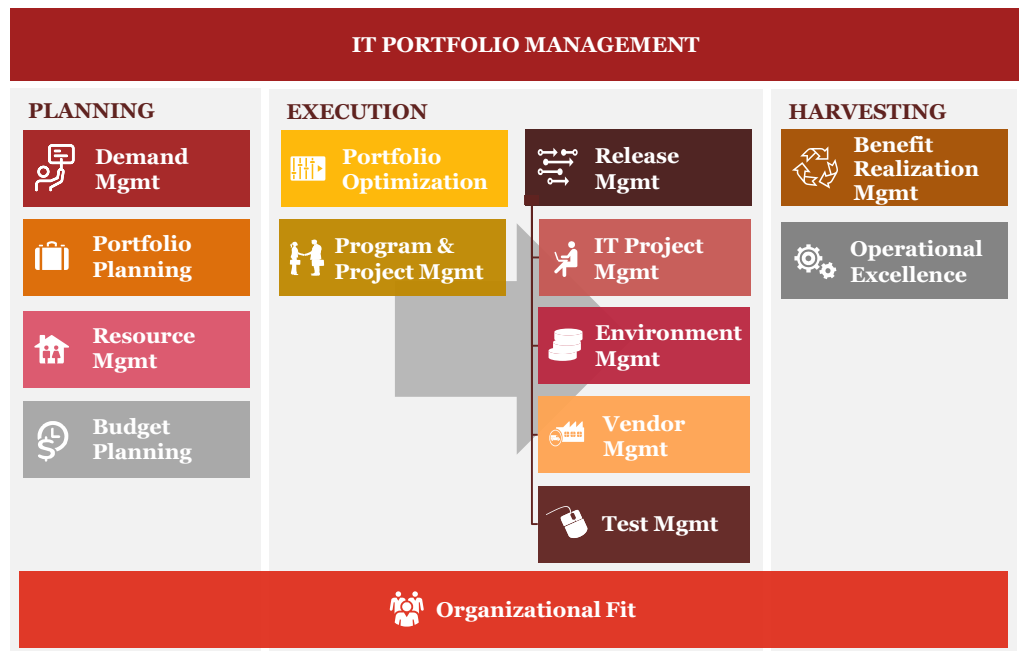 IT PORTFOLIO MANAGEMENT
PLANNING
Demand
Mgmt
Portfolio
Planning
Resource
Mgmt
Budget
Planning
EXECUTION
Portfolio
Optimization
Program &
Project Mgmt
Release
Mgmt
IT Project
Mgmt
Environment
Mgmt
Vendor
Mgmt
Test Mgmt
HARVESTING
Benefit
Realization
Mgmt
Operational
Excellence
Organizational Fit